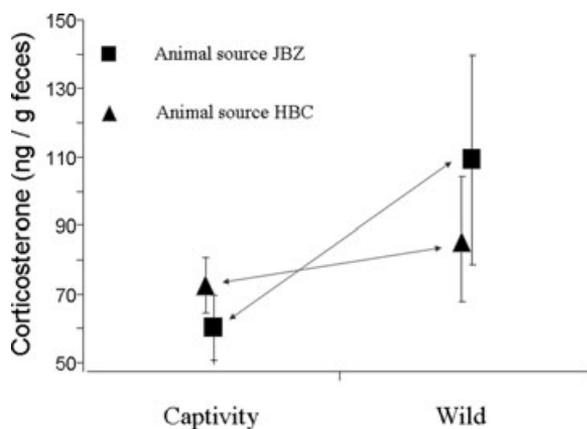 150
130
110
90
70
50
Corticosterone (ng / g feces)
Animal source JBZ
Animal source HBC
Captivity
Wild